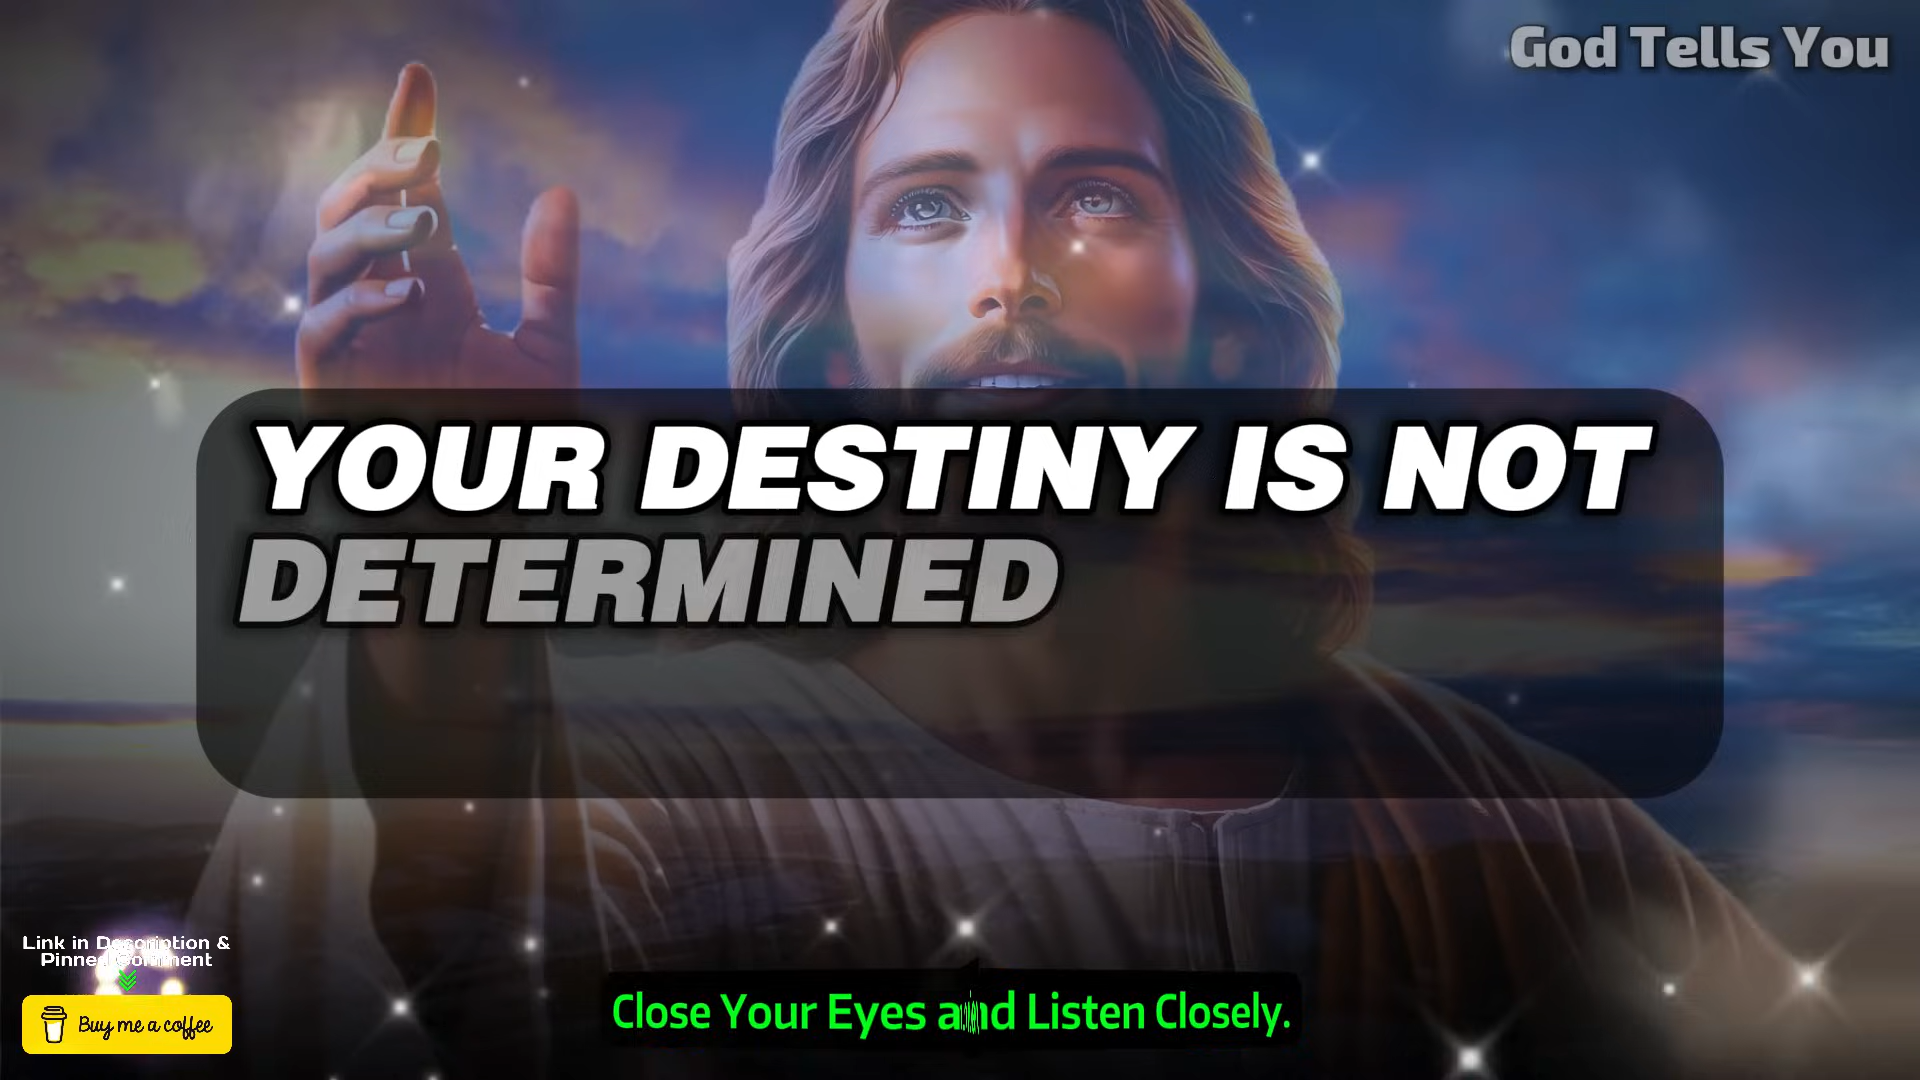 God Tells You
YOUR DESTINY IS NOT
DETERMINED
Link in Description &
Pinned Comment
Buy me a coffee
Close Your Eyes and Listen Closely.